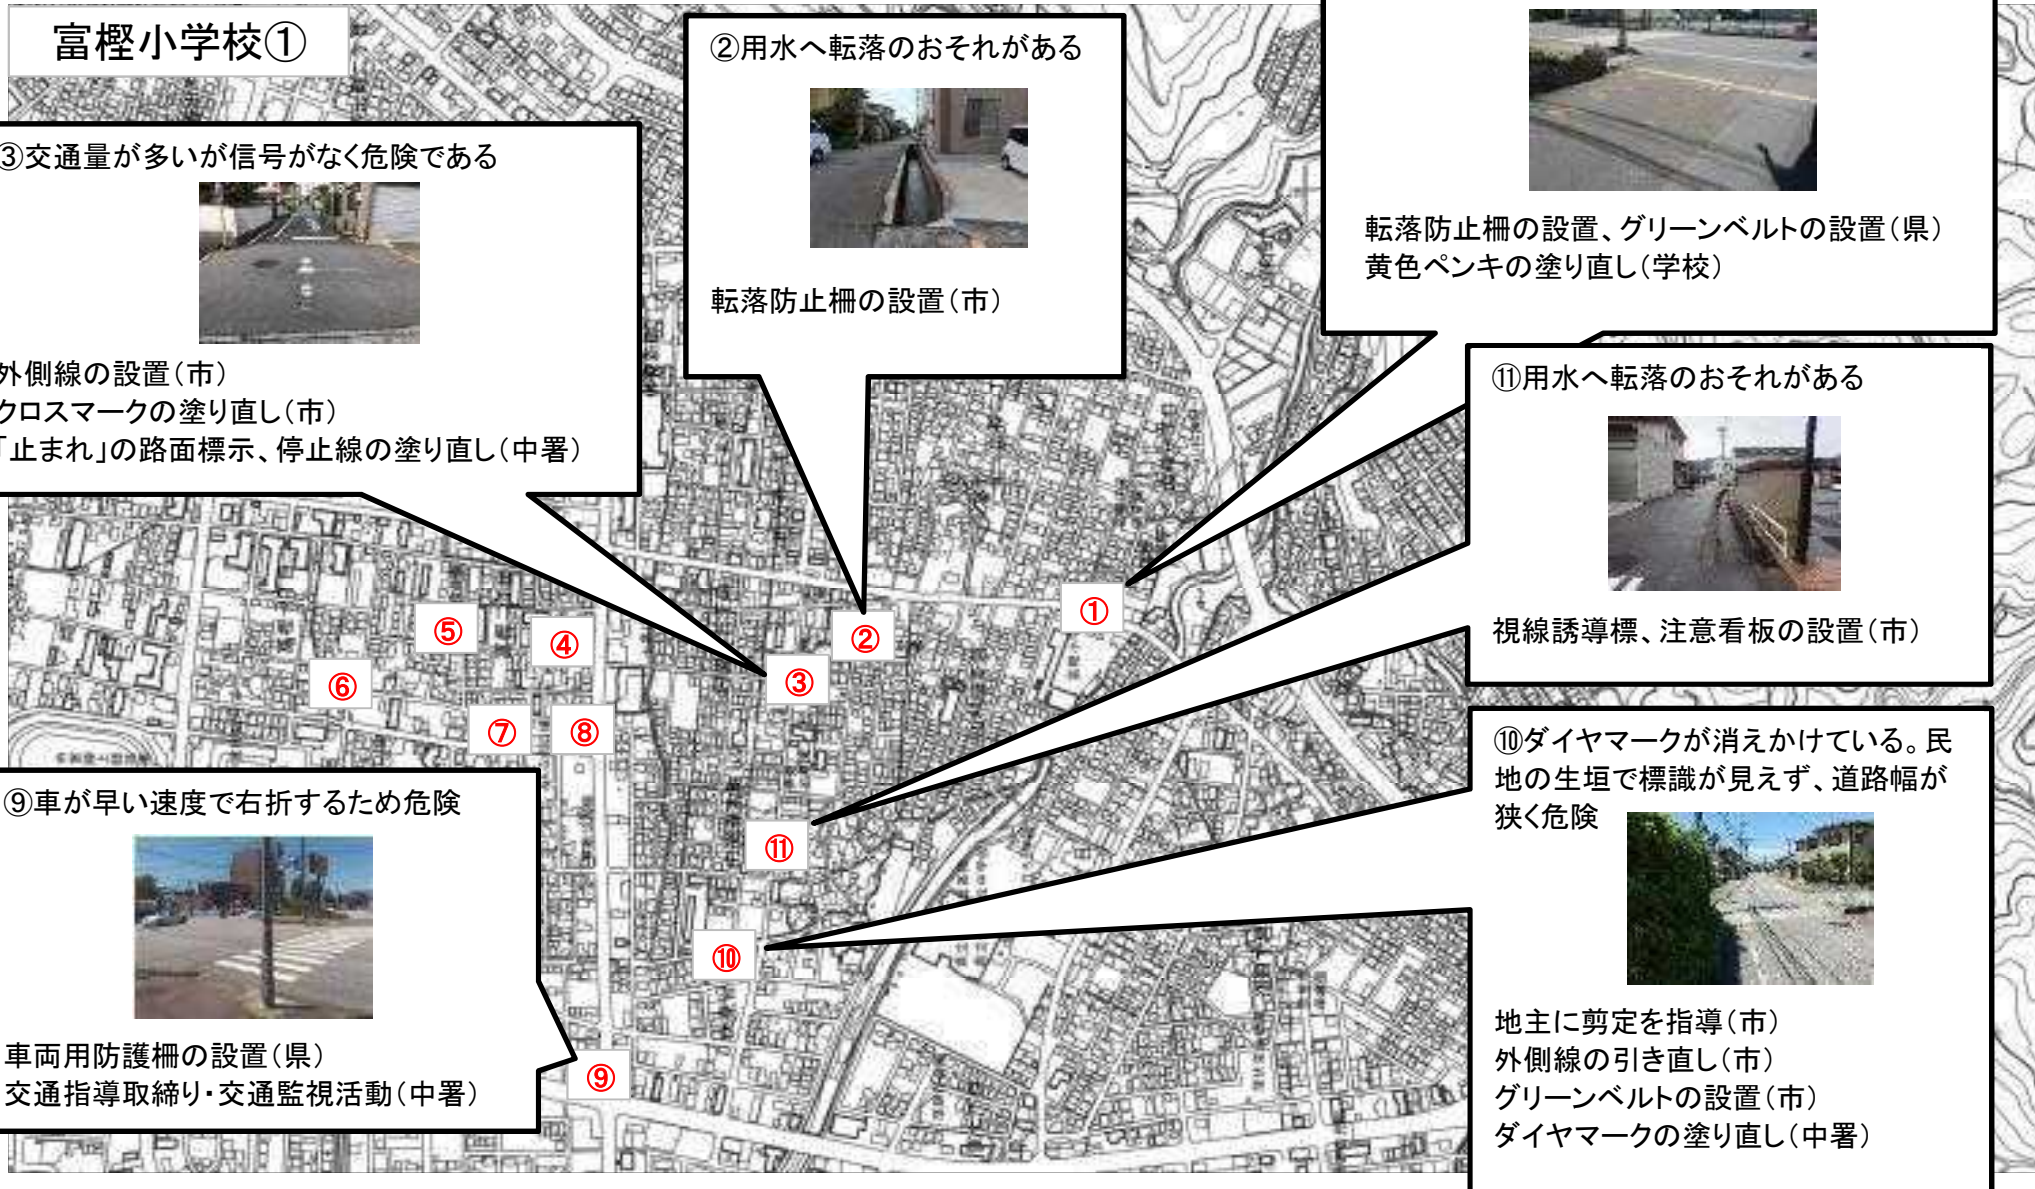 富樫小学校①
②用水へ転落のおそれがある
転落防止柵の設置（市）
転落防止柵の設置、グリーンベルトの設置（県）
黄色ペンキの塗り直し（学校）
③交通量が多いが信号がなく危険である
外側線の設置（市）
クロスマークの塗り直し（市）
「止まれ」の路面標示、停止線の塗り直し（中署）
⑪用水へ転落のおそれがある
視線誘導標、注意看板の設置（市）
①
②
③
④
⑤
⑥
⑦
⑧
⑪
⑩
⑨
⑨車が早い速度で右折するため危険
車両用防護柵の設置（県）
交通指導取締り・交通監視活動（中署）
⑩ダイヤマークが消えかけている。民
地の生垣で標識が見えず、道路幅が
狭く危険
地主に剪定を指導（市）
外側線の引き直し（市）
グリーンベルトの設置（市）
ダイヤマークの塗り直し（中署）